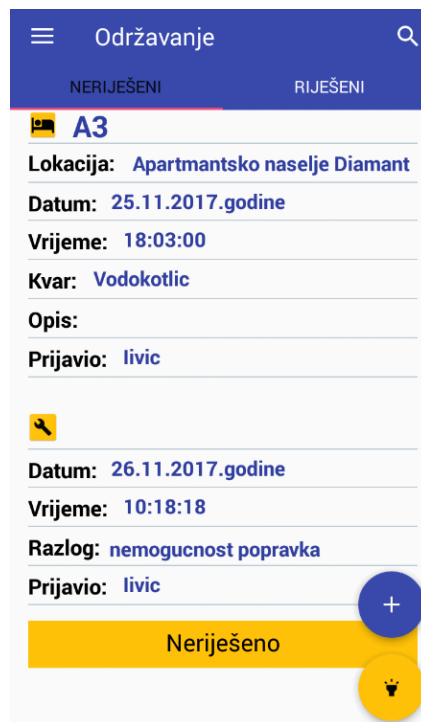 Održavanje
NERIJEŠENI RIJEŠENI
A3
Lokacija: Apartmantsko naselje Diamant
Datum: 25.11.2017.godine
Vrijeme: 18:03:00
Kvar: Vodokotlic
Opis:
Prijavio: livic
Datum: 26.11.2017.godine
Vrijeme: 10:18:18
Razlog: nemogucnost popravka
Prijavio: livic
+
Neriješeno